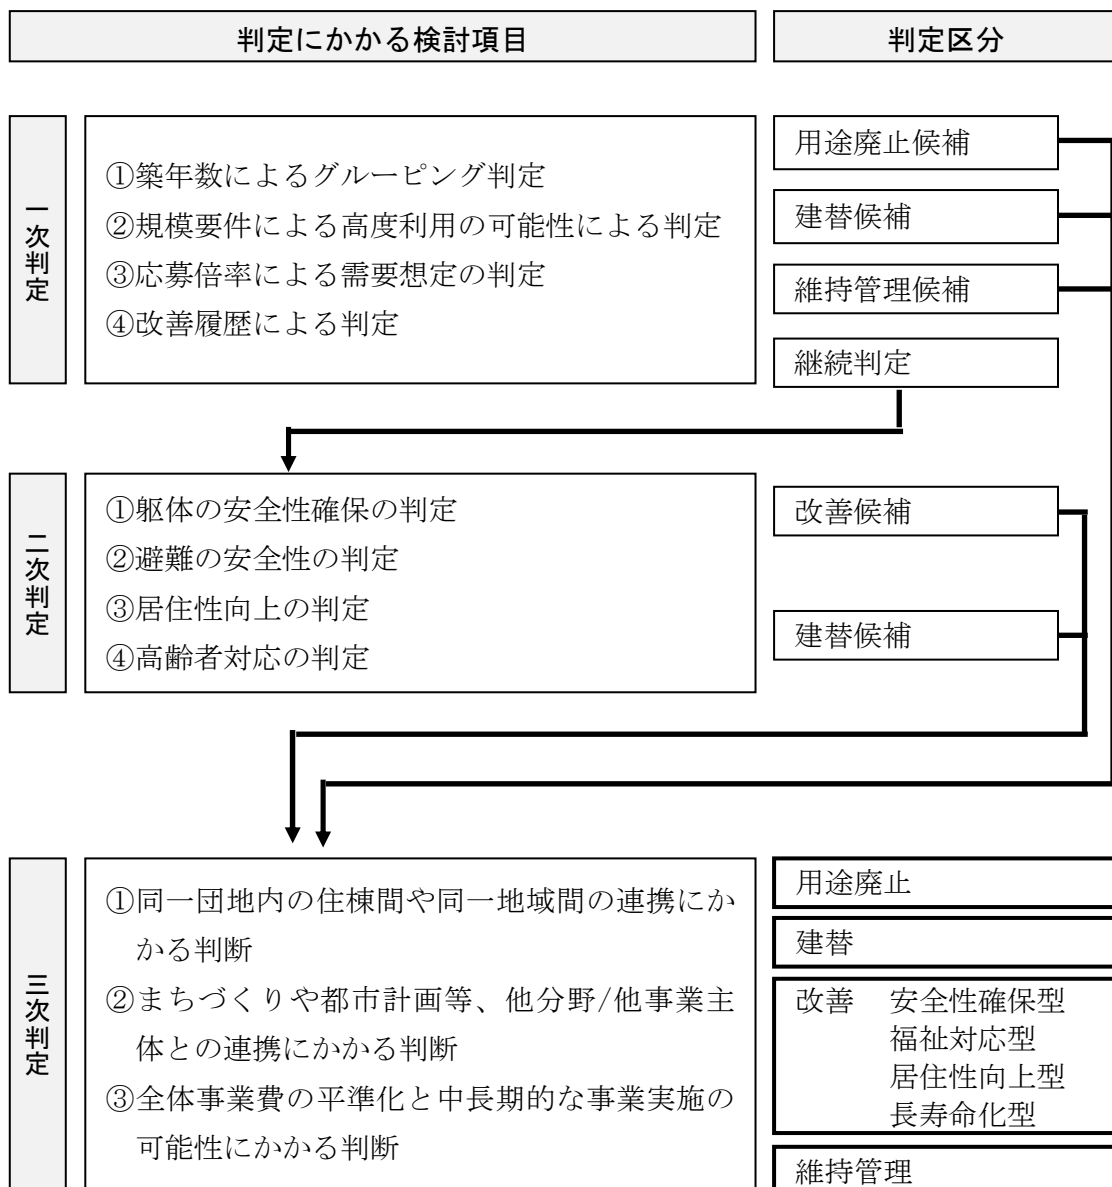 判定にかかる検討項目
判定区分
一次判定
①築年数によるグルーピング判定
②規模要件による高度利用の可能性による判定
③応募倍率による需要想定の判定
④改善履歴による判定
用途廃止候補
建替候補
維持管理候補
継続判定
二次判定
①躯体の安全性確保の判定
②避難の安全性の判定
③居住性向上の判定
④高齢者対応の判定
改善候補
建替候補
三次判定
①同一団地内の住棟間や同一地域間の連携にか
かる判断
②まちづくりや都市計画等、他分野/他事業主
体との連携にかかる判断
③全体事業費の平準化と中長期的な事業実施の
可能性にかかる判断
用途廃止
建替
改善 安全性確保型
福祉対応型
居住性向上型
長寿命化型
維持管理